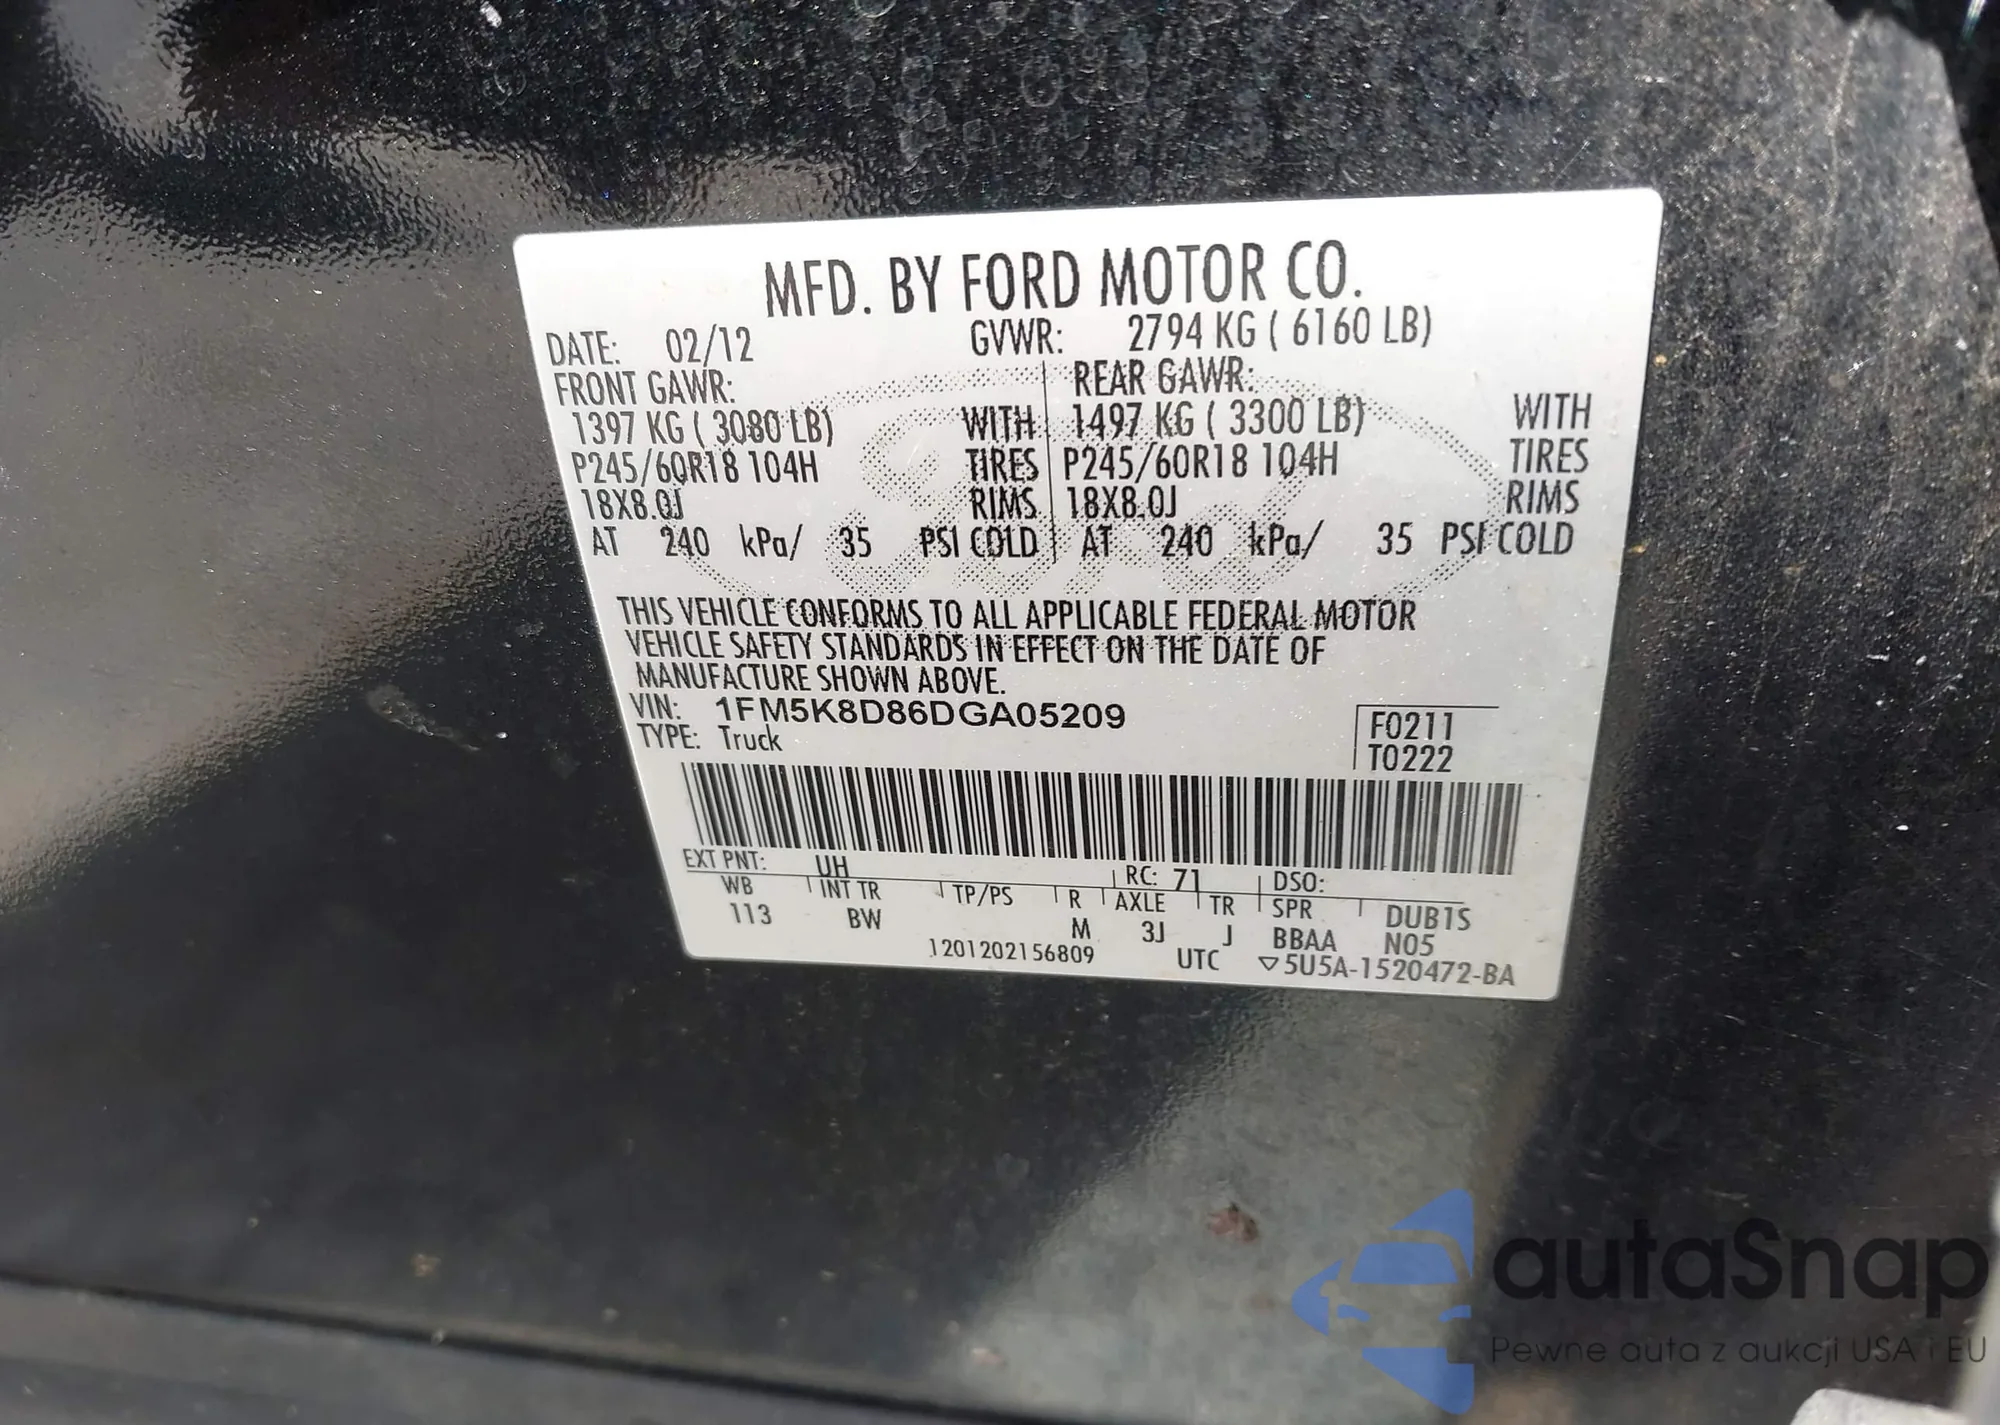 MFD. BY FORD MOTOR CO.
DATE: 02/12 GVWR: 2794 KG ( 6160 LB)
FRONT GAWR: REAR GAWR:
1397 KG ( 3080 LB) WITH 1497 KG ( 3300 LB) WITH
P245/60R18 104H TIRES P245/60R18 104H TIRES
18X8.0J RIMS 18X8.0J RIMS
AT 240 kPa/ 35 PSI COLD AT 240 kPa/ 35 PSI COLD
THIS VEHICLE CONFORMS TO ALL APPLICABLE FEDERAL MOTOR
VEHICLE SAFETY STANDARDS IN EFFECT ON THE DATE OF
MANUFACTURE SHOWN ABOVE.
VIN: 1FM5K8D86DGA05209 F0211
TYPE: Truck T0222
EXT PNT: UH RC: 71 DSO:
WB INT TR TP/PS R AXLE TR SPR DUB1S
113 BW M 3J J BBAA N05
1201202156809 UTC ▽5U5A-1520472-BA
autaSnap
Pewne auta z aukcji USA i EU